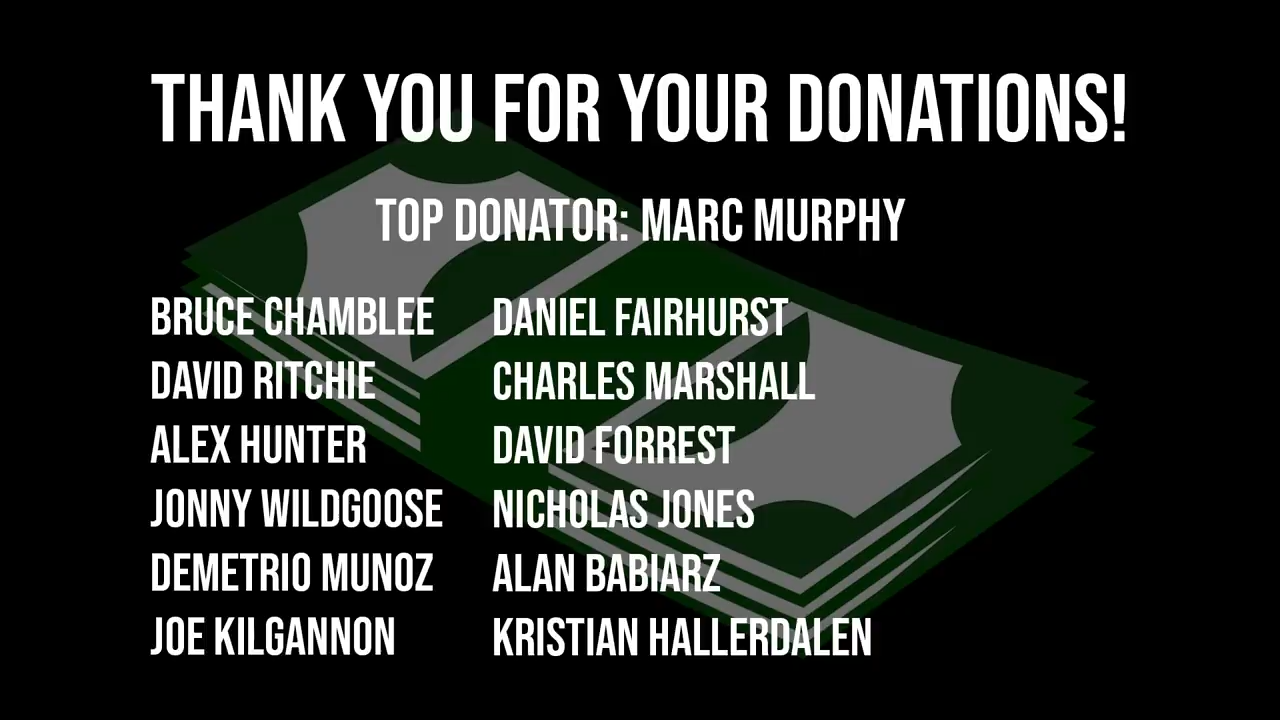 THANK YOU FOR YOUR DONATIONS!
TOP DONATOR: MARC MURPHY
BRUCE CHAMBLEE
DAVID RITCHIE
ALEX HUNTER
JONNY WILDGOOSE
DEMETRIO MUNOZ
JOE KILGANNON
DANIEL FAIRHURST
CHARLES MARSHALL
DAVID FORREST
NICHOLAS JONES
ALAN BABIARZ
KRISTIAN HALLERDALEN